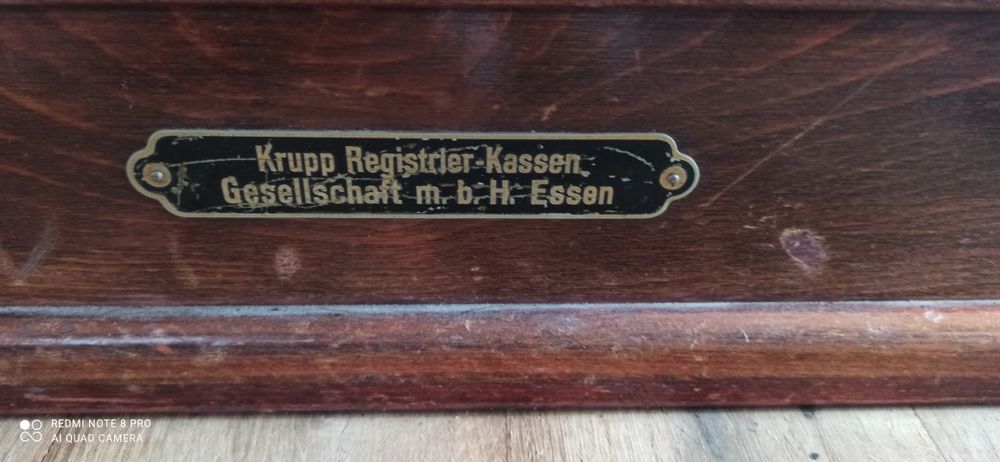 Krupp Registrier-Kassen
Gesellschaft m. b. H. Essen
REDMI NOTE 8 PRO
AI QUAD CAMERA